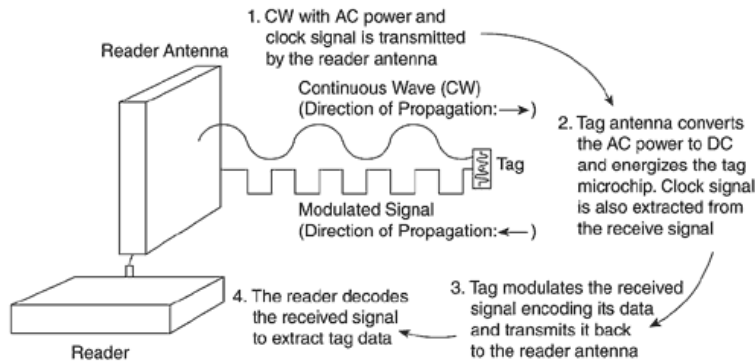 1. CW with AC power and
clock signal is transmitted
by the reader antenna
Reader Antenna
Continuous Wave (CW)
(Direction of Propagation:→)
2. Tag antenna converts
the AC power to DC
and energizes the tag
microchip. Clock signal
is also extracted from
the receive signal
Tag
Modulated Signal
(Direction of Propagation:←)
3. Tag modulates the received
signal encoding its data
and transmits it back
to the reader antenna
4. The reader decodes
the received signal
to extract tag data
Reader